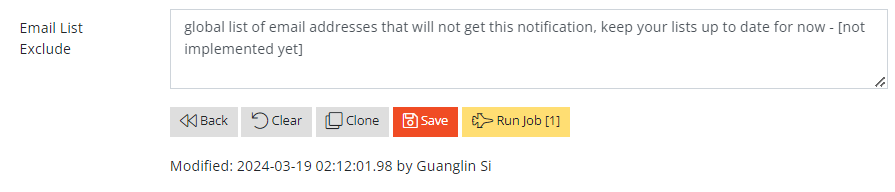 Email List
Exclude
global list of email addresses that will not get this notification, keep your lists up to date for now - [not
implemented yet]
Back Clear Clone Save Run Job [1]
Modified: 2024-03-19 02:12:01.98 by Guanglin Si